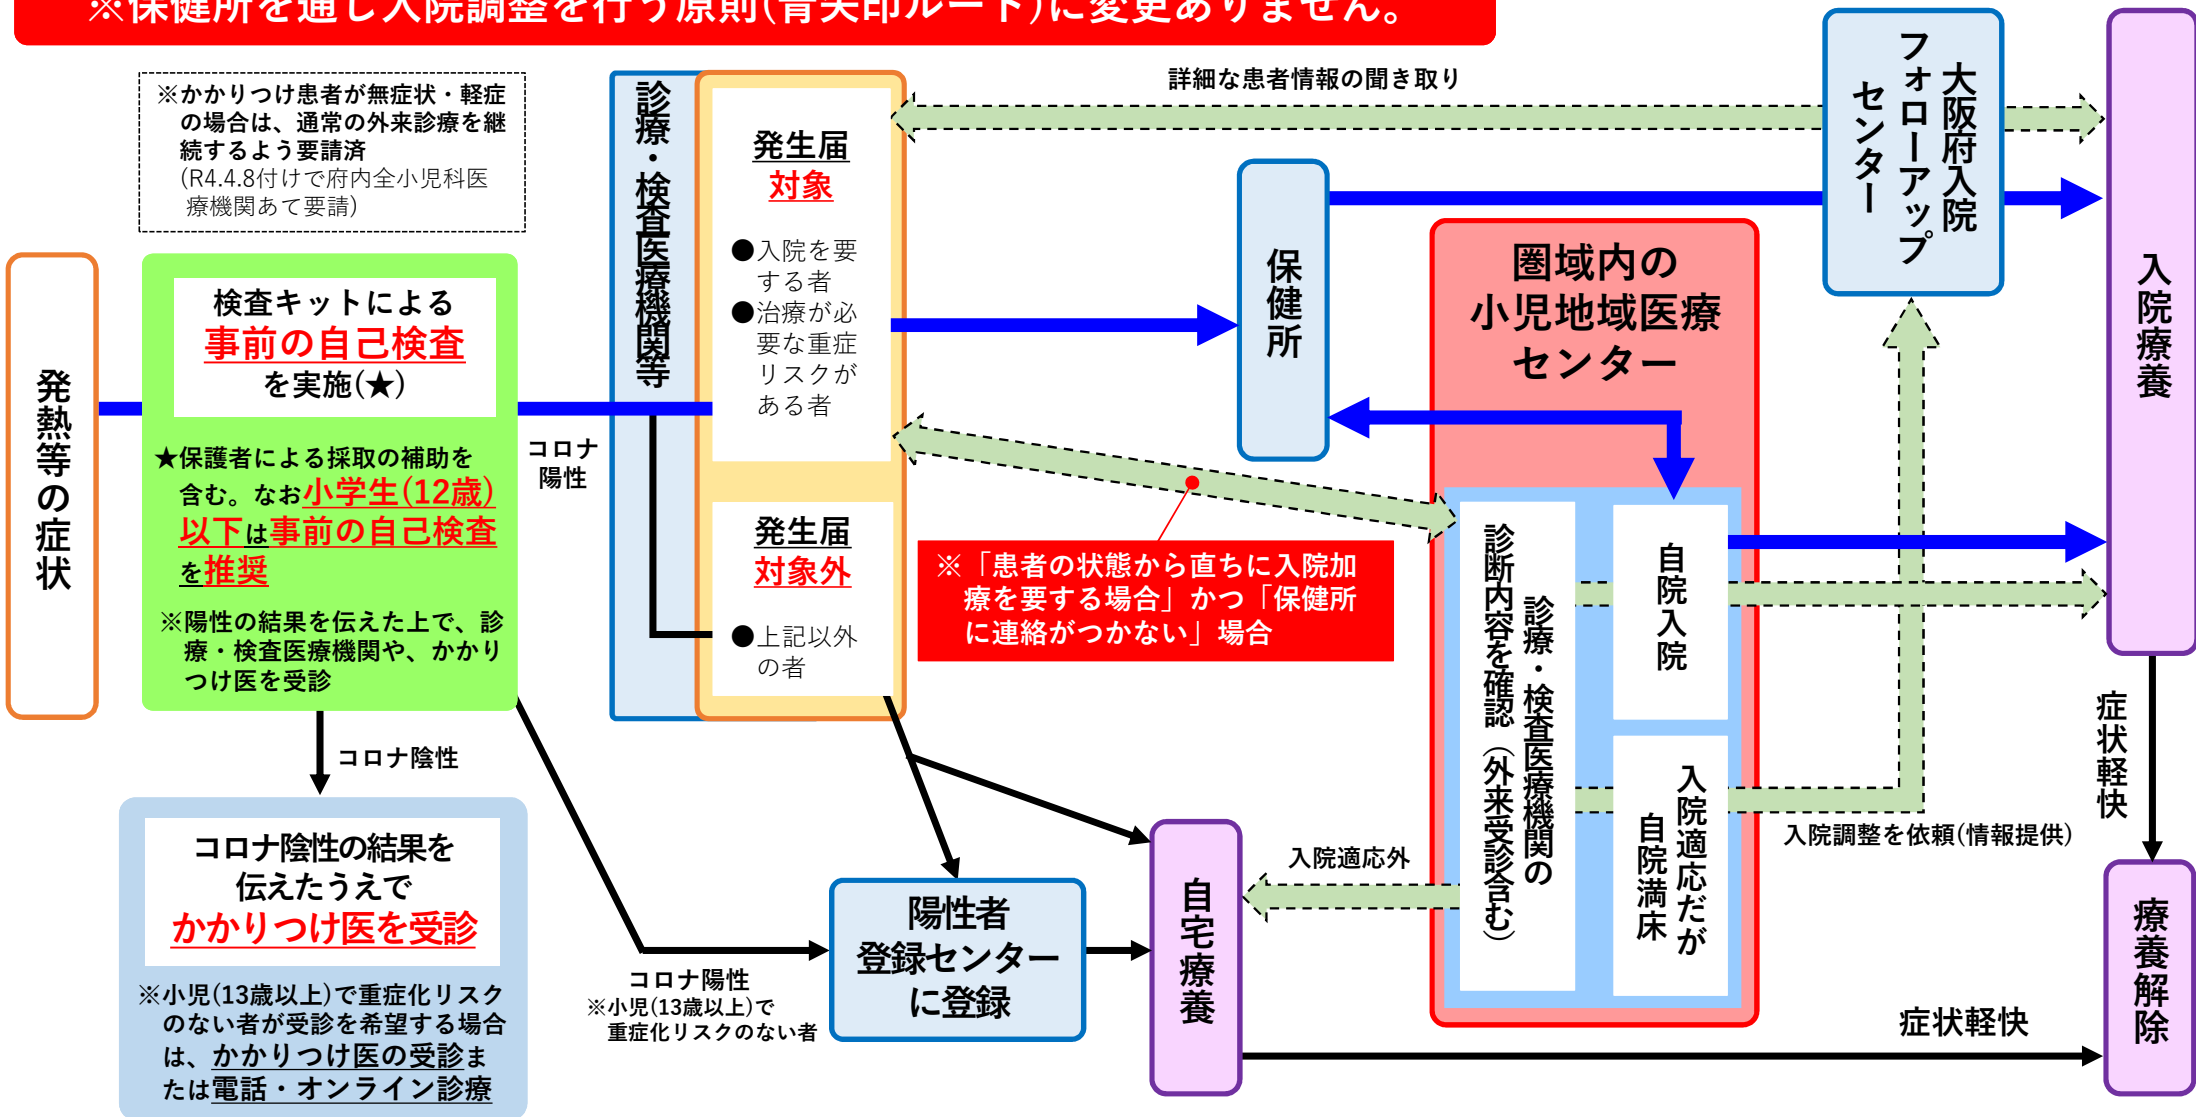 ※保健所を通し入院調整を行う原則(青矢印ルート)に変更ありません。
※かかりつけ患者が無症状・軽症
の場合は、通常の外来診療を継
続するよう要請済
(R4.4.8付けで府内全小児科医
療機関あて要請)
発熱等の症状
検査キットによる
事前の自己検査
を実施(★)
★保護者による採取の補助を
含む。なお小学生(12歳)
以下は事前の自己検査
を推奨
※陽性の結果を伝えた上で、診
療・検査医療機関や、かかり
つけ医を受診
コロナ陰性
コロナ陰性の結果を
伝えたうえで
かかりつけ医を受診
※小児(13歳以上)で重症化リスク
のない者が受診を希望する場合
は、かかりつけ医の受診ま
たは電話・オンライン診療
コロナ
陽性
診療・検査医療機関等
発生届
対象
●入院を要
する者
●治療が必
要な重症
リスクが
ある者
発生届
対象外
●上記以外
の者
コロナ陽性
※小児(13歳以上)で
重症化リスクのない者
陽性者
登録センター
に登録
詳細な患者情報の聞き取り
保健所
※「患者の状態から直ちに入院加
療を要する場合」かつ「保健所
に連絡がつかない」場合
圏域内の
小児地域医療
センター
診療・検査医療機関の
診断内容を確認（外来受診含む）
自院入院
入院適応だが
自院満床
入院適応外
自宅療養
大阪府入院
フォローアップ
センター
入院調整を依頼(情報提供)
入院療養
症状軽快
症状軽快
療養解除